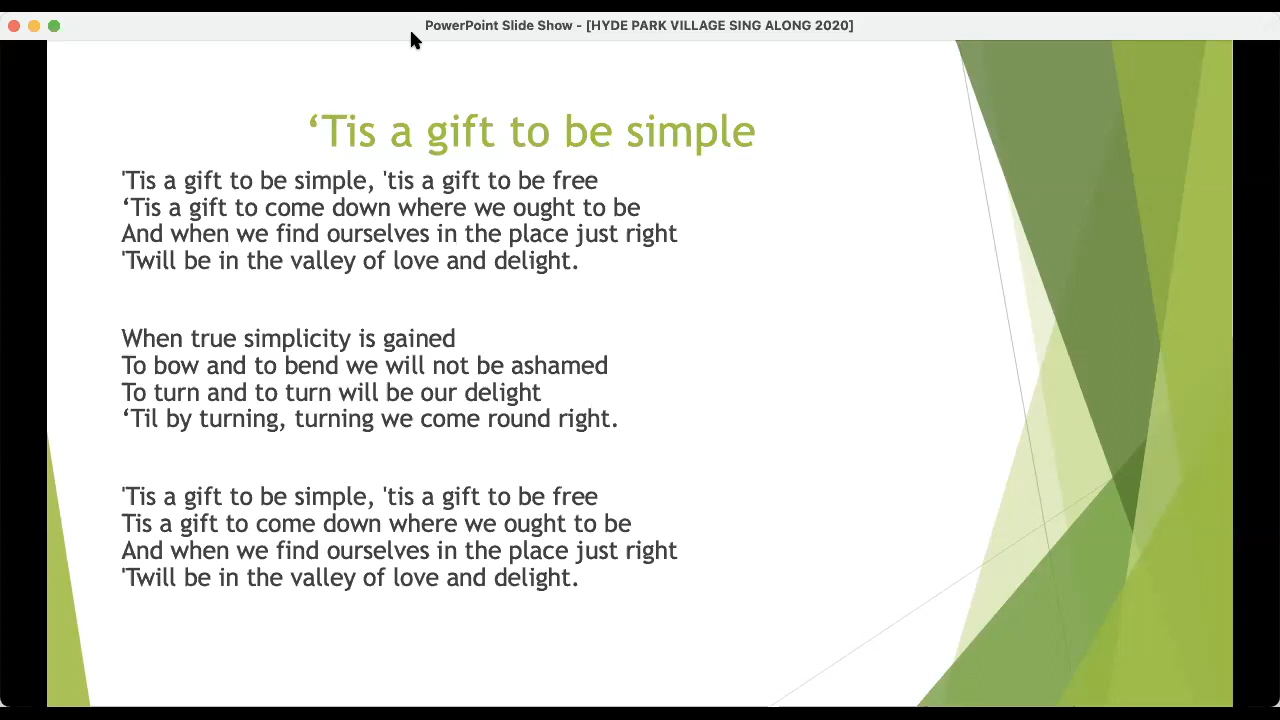 PowerPoint Slide Show - [HYDE PARK VILLAGE SING ALONG 2020]
‘Tis a gift to be simple
'Tis a gift to be simple, 'tis a gift to be free
‘Tis a gift to come down where we ought to be
And when we find ourselves in the place just right
'Twill be in the valley of love and delight.
When true simplicity is gained
To bow and to bend we will not be ashamed
To turn and to turn will be our delight
‘Til by turning, turning we come round right.
'Tis a gift to be simple, 'tis a gift to be free
Tis a gift to come down where we ought to be
And when we find ourselves in the place just right
'Twill be in the valley of love and delight.